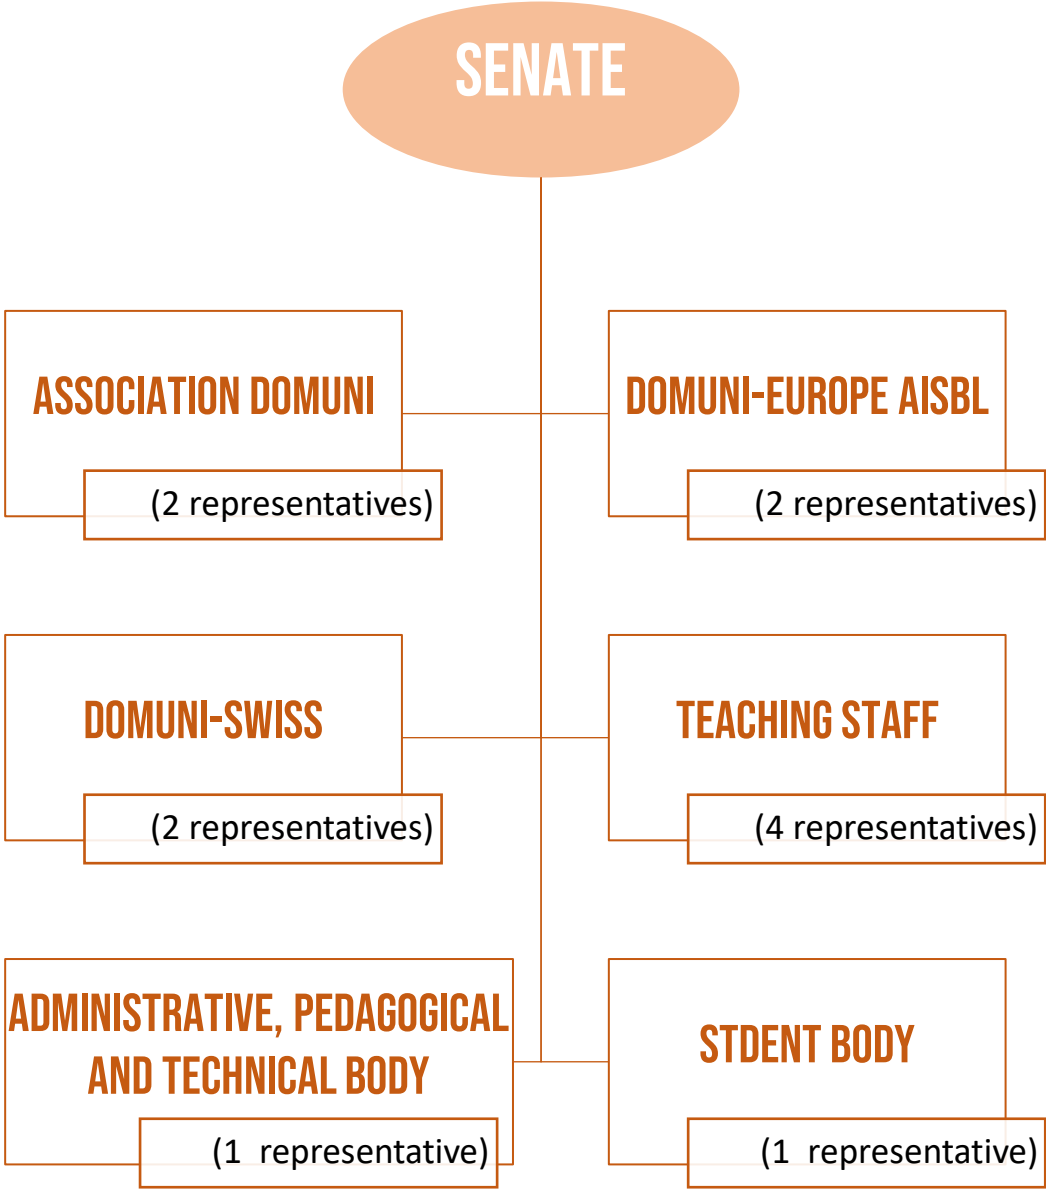 SENATE
ASSOCIATION DOMUNI
(2 representatives)
DOMUNI-EUROPE AISBL
(2 representatives)
DOMUNI-SWISS
(2 representatives)
TEACHING STAFF
(4 representatives)
ADMINISTRATIVE, PEDAGOGICAL
AND TECHNICAL BODY
(1 representative)
STDENT BODY
(1 representative)